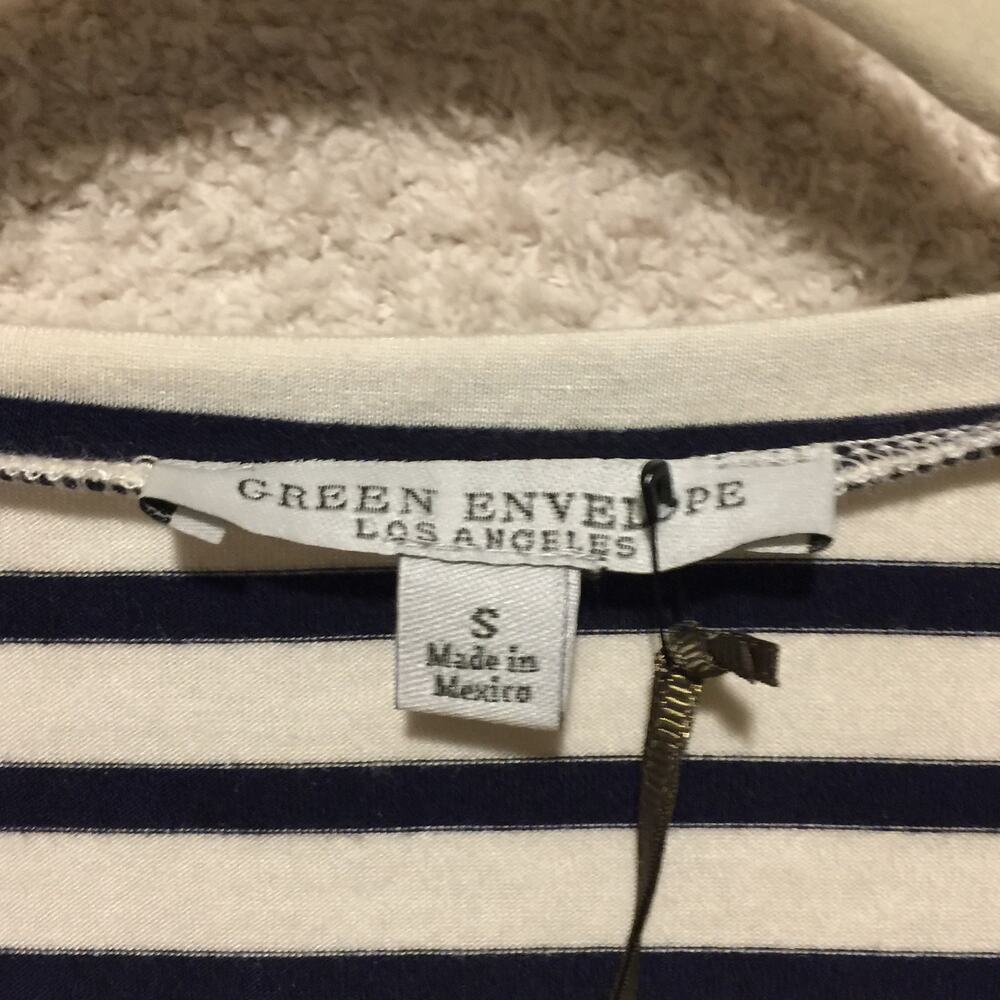 GREEN ENVELOPE
LOS ANGELES
S
Made in
Mexico